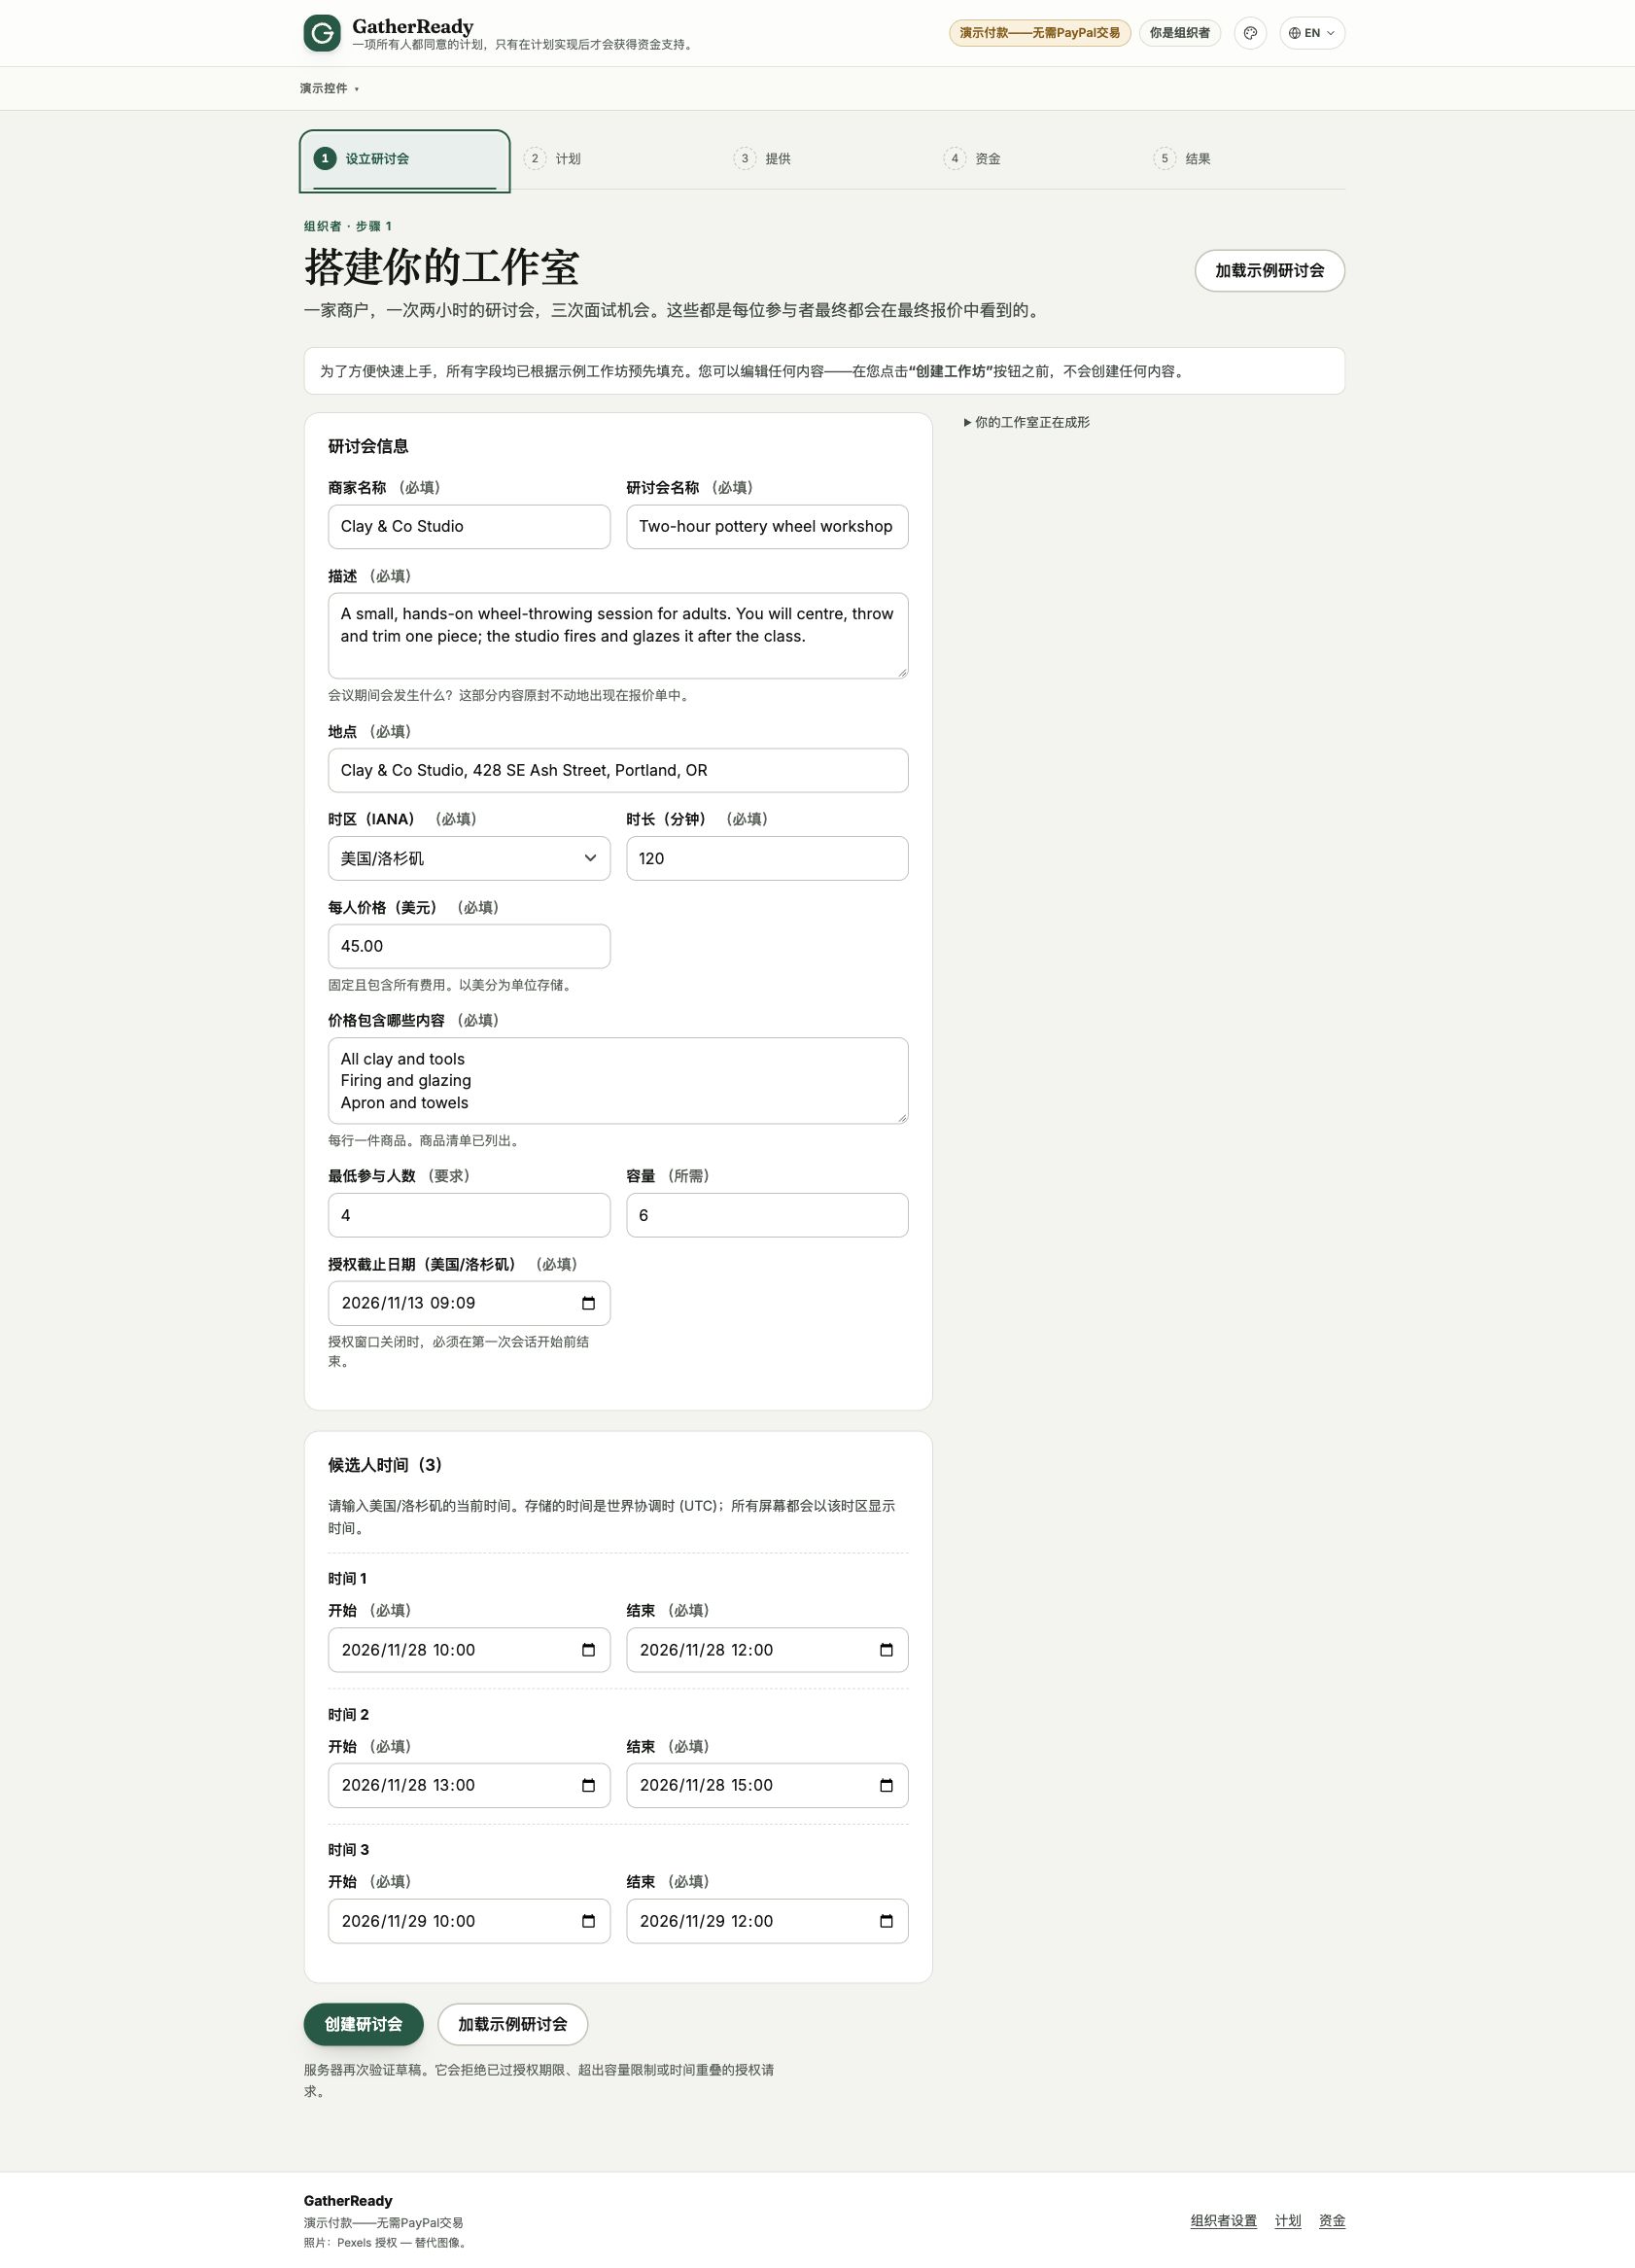 GatherReady
一项所有人都同意的计划，只有在计划实现后才会获得资金支持。
演示付款——无需PayPal交易
你是组织者
EN
演示控件
1 设立研讨会
2 计划
3 提供
4 资金
5 结果
组织者 · 步骤 1
搭建你的工作室
加载示例研讨会
一家商户，一次两小时的研讨会，三次面试机会。这些都是每位参与者最终都会在最终报价中看到的。
为了方便快速上手，所有字段均已根据示例工作坊预先填充。您可以编辑任何内容——在您点击“创建工作坊”按钮之前，不会创建任何内容。
研讨会信息
你的工作室正在成形
商家名称 （必填）
研讨会名称 （必填）
Clay & Co Studio
Two-hour pottery wheel workshop
描述 （必填）
A small, hands-on wheel-throwing session for adults. You will centre, throw
and trim one piece; the studio fires and glazes it after the class.
会议期间会发生什么？这部分内容原封不动地出现在报价单中。
地点 （必填）
Clay & Co Studio, 428 SE Ash Street, Portland, OR
时区（IANA） （必填）
时长（分钟） （必填）
美国/洛杉矶
120
每人价格（美元） （必填）
45.00
固定且包含所有费用。以美分为单位存储。
价格包含哪些内容 （必填）
All clay and tools
Firing and glazing
Apron and towels
每行一件商品。商品清单已列出。
最低参与人数 （要求）
容量 （所需）
4
6
授权截止日期（美国/洛杉矶） （必填）
2026/11/13 09:09
授权窗口关闭时，必须在第一次会话开始前结
束。
候选人时间（3）
请输入美国/洛杉矶的当前时间。存储的时间是世界协调时 (UTC)；所有屏幕都会以该时区显示
时间。
时间 1
开始 （必填）
结束 （必填）
2026/11/28 10:00
2026/11/28 12:00
时间 2
开始 （必填）
结束 （必填）
2026/11/28 13:00
2026/11/28 15:00
时间 3
开始 （必填）
结束 （必填）
2026/11/29 10:00
2026/11/29 12:00
创建研讨会
加载示例研讨会
服务器再次验证草稿。它会拒绝已过授权期限、超出容量限制或时间重叠的授权请
求。
GatherReady
演示付款——无需PayPal交易
照片：Pexels 授权 — 替代图像。
组织者设置
计划
资金